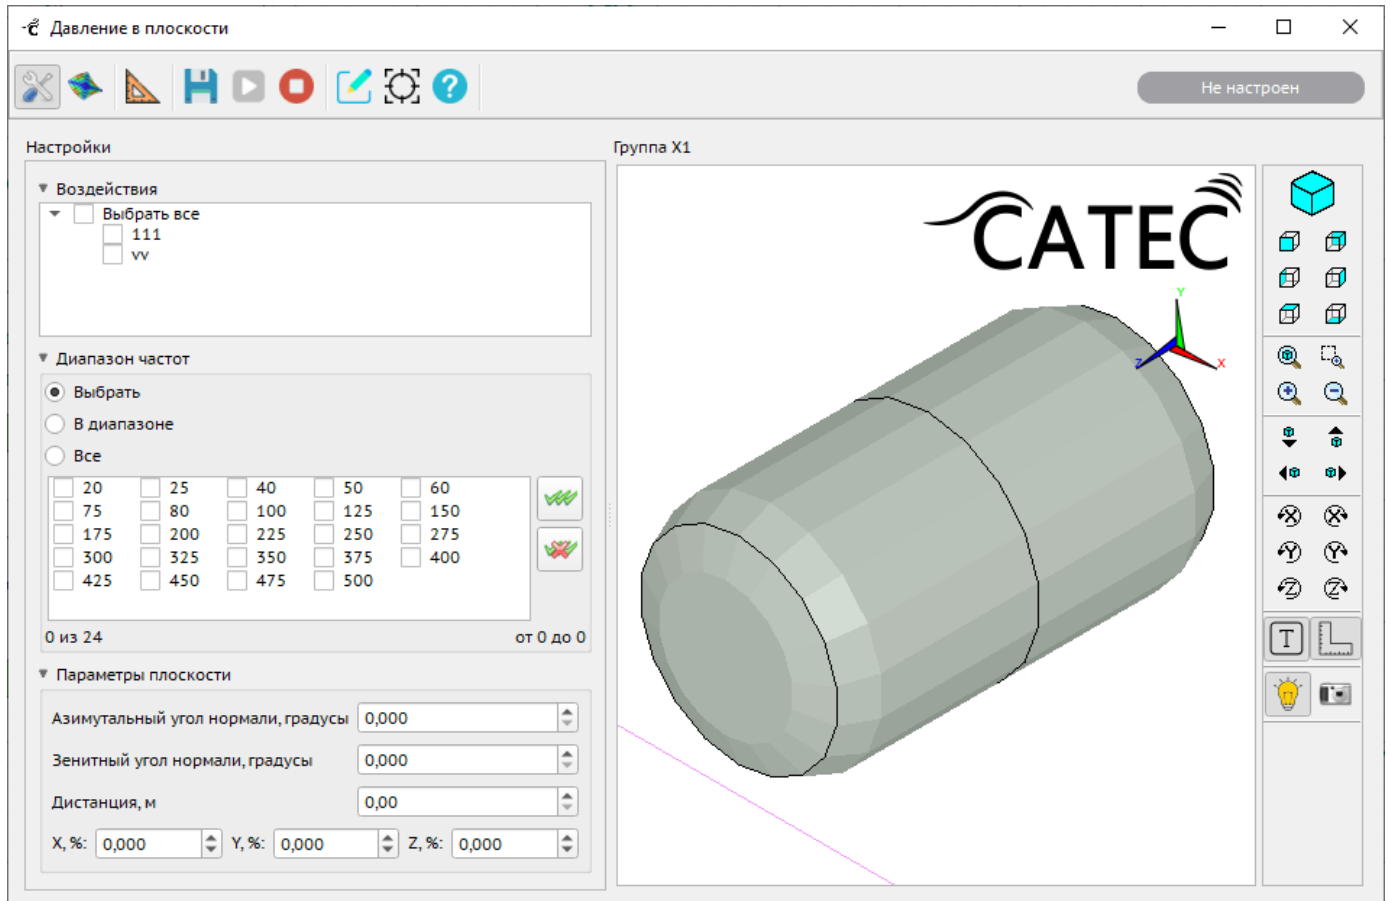 Давление в плоскости
Не настроен
Настройки
Воздействия
Выбрать все
111
vv
Диапазон частот
Выбрать
В диапазоне
Все
20 25 40 50 60
75 80 100 125 150
175 200 225 250 275
300 325 350 375 400
425 450 475 500
0 из 24 от 0 до 0
Параметры плоскости
Азимутальный угол нормали, градусы 0,000
Зенитный угол нормали, градусы 0,000
Дистанция, м 0,00
X, %: 0,000 Y, %: 0,000 Z, %: 0,000
Группа X1
CATEC
Y
Z X
X X
Y Y
Z Z
T